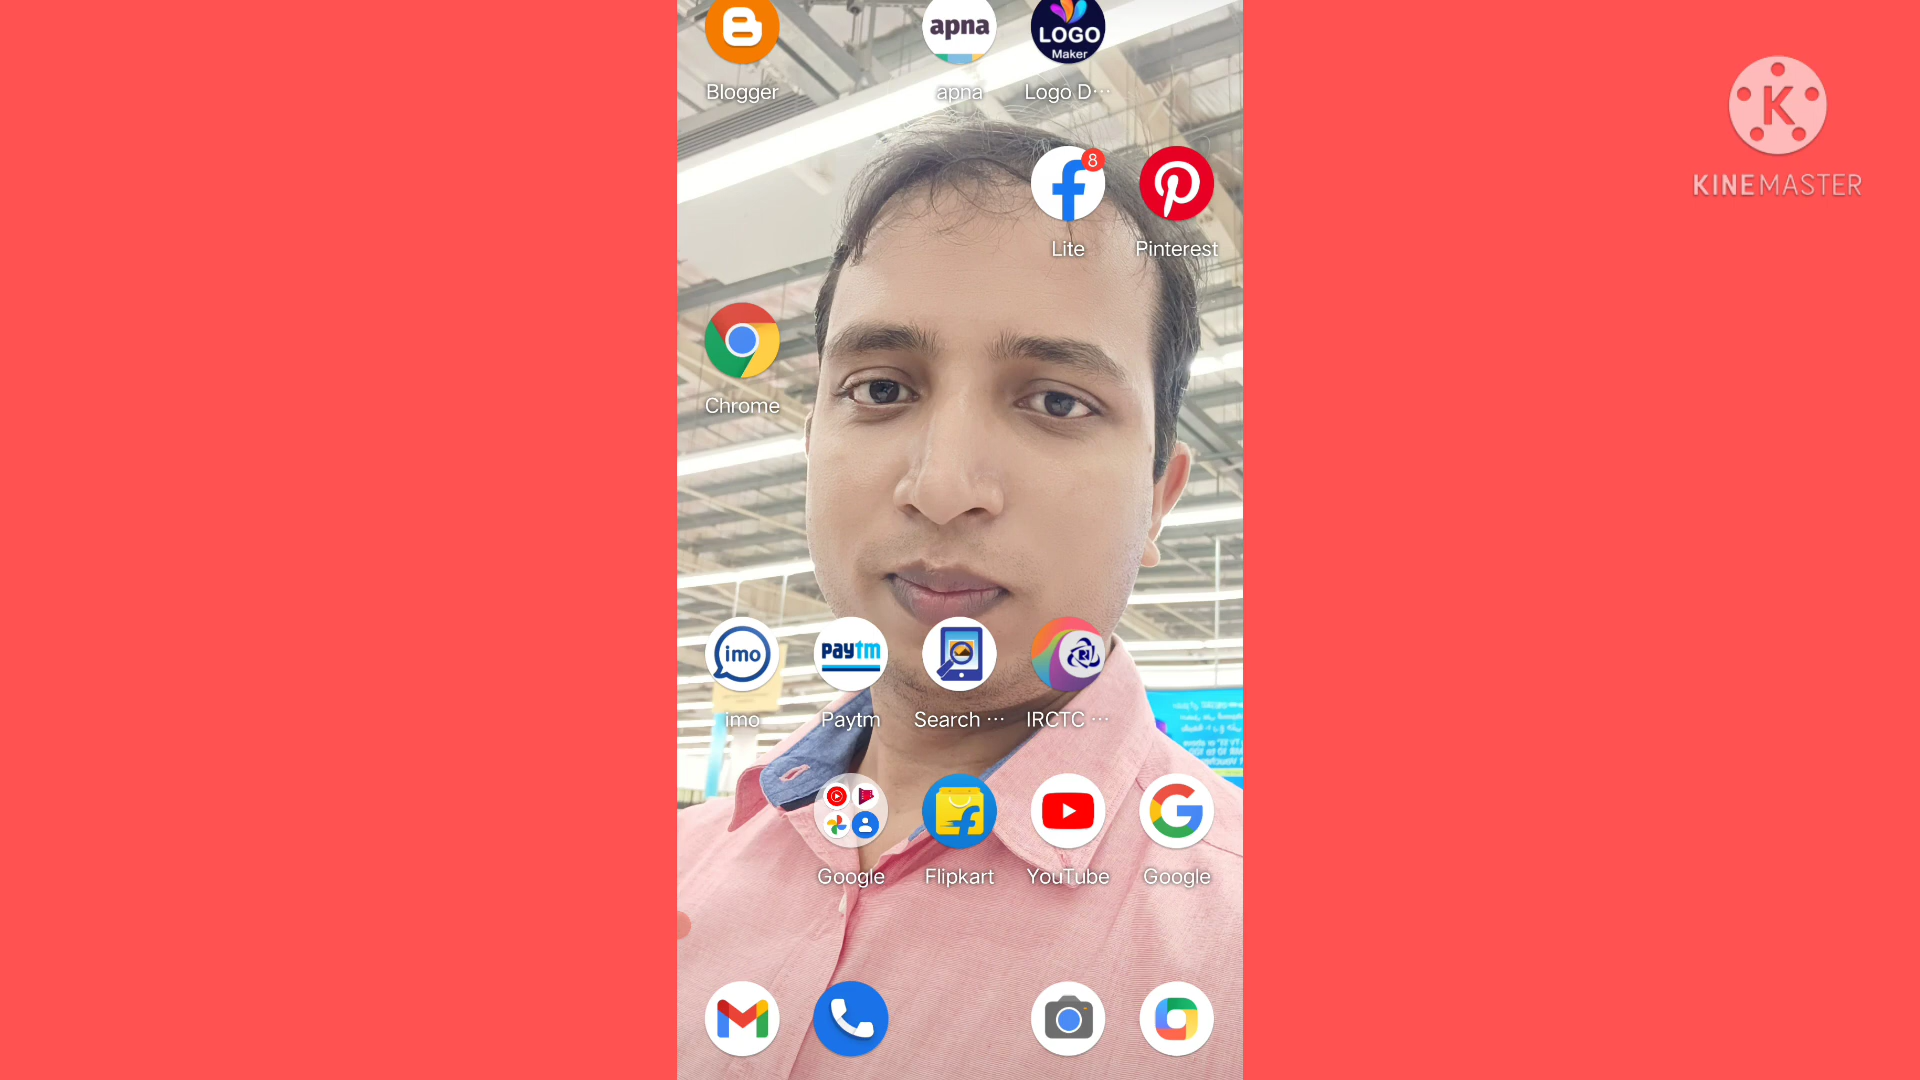 apna
LOGO
Maker
Blogger
apna
Logo D···
8
Lite
Pinterest
KINEMASTER
Chrome
imo
paytm
imo
Paytm
Search ···
IRCTC ···
Google
Flipkart
YouTube
Google